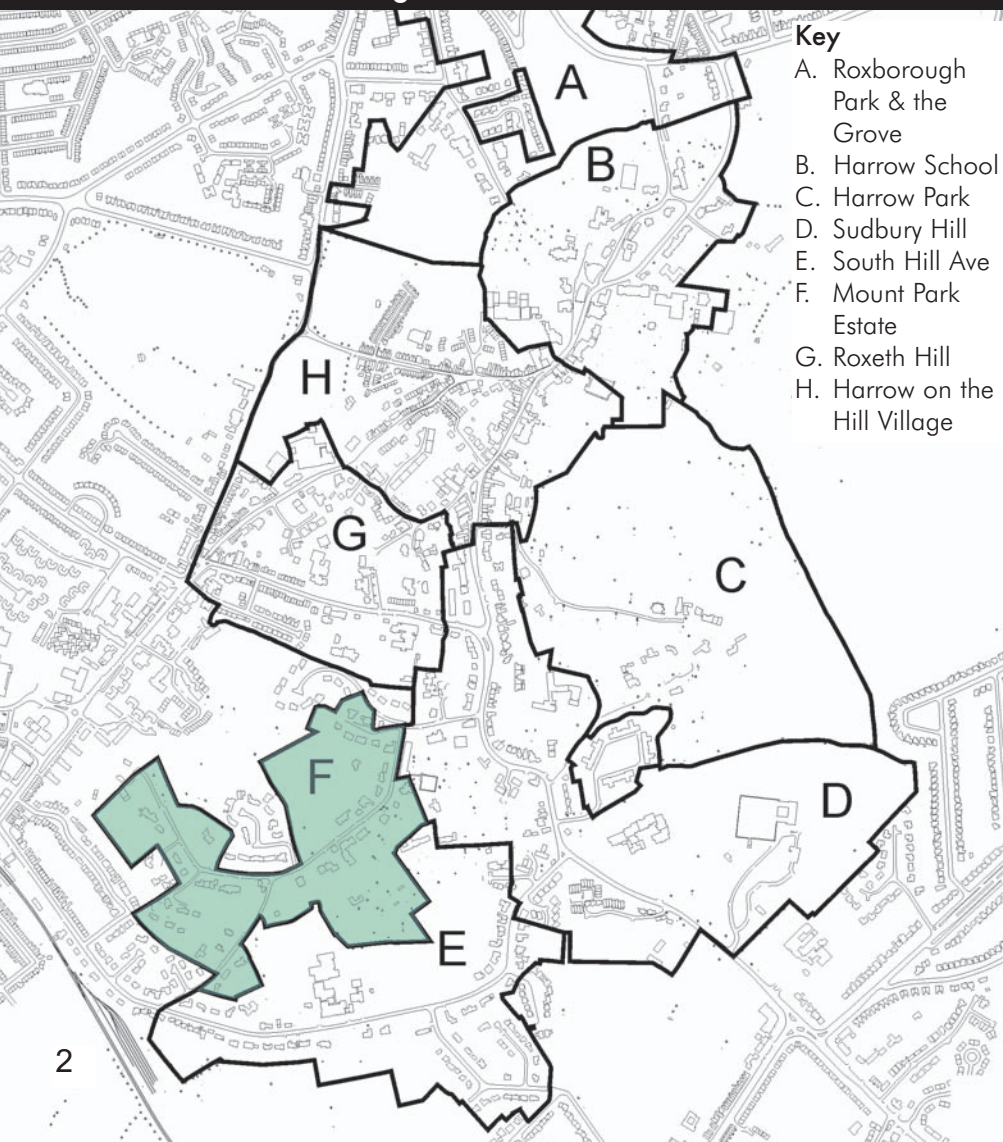 Key
A. Roxborough
Park & the
Grove
B. Harrow School
C. Harrow Park
D. Sudbury Hill
E. South Hill Ave
F. Mount Park
Estate
G. Roxeth Hill
H. Harrow on the
Hill Village
A
B
H
G
C
F
D
E
2